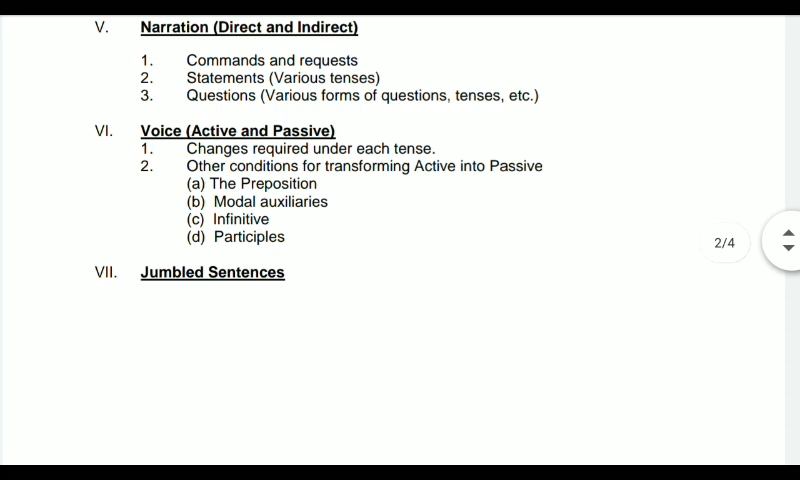 V. Narration (Direct and Indirect)
1. Commands and requests
2. Statements (Various tenses)
3. Questions (Various forms of questions, tenses, etc.)
VI. Voice (Active and Passive)
1. Changes required under each tense.
2. Other conditions for transforming Active into Passive
(a) The Preposition
(b) Modal auxiliaries
(c) Infinitive
(d) Participles
2/4
VII. Jumbled Sentences